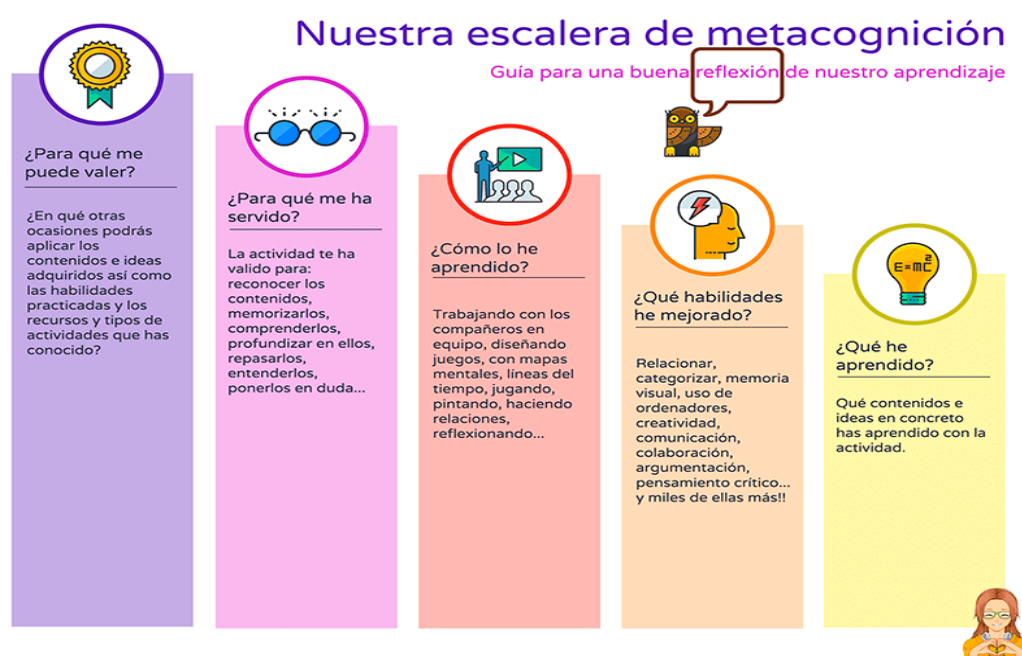 Nuestra escalera de metacognición
Guía para una buena reflexión de nuestro aprendizaje
¿Para qué me
puede valer?
¿En qué otras
ocasiones podrás
aplicar los
contenidos e ideas
adquiridos así como
las habilidades
practicadas y los
recursos y tipos de
actividades que has
conocido?
¿Para qué me ha
servido?
La actividad te ha
valido para:
reconocer los
contenidos,
memorizarlos,
comprenderlos,
profundizar en ellos,
repasarlos,
entenderlos,
ponerlos en duda...
¿Cómo lo he
aprendido?
Trabajando con los
compañeros en
equipo, diseñando
juegos, con mapas
mentales, líneas del
tiempo, jugando,
pintando, haciendo
relaciones,
reflexionando...
¿Qué habilidades
he mejorado?
Relacionar,
categorizar, memoria
visual, uso de
ordenadores,
creatividad,
comunicación,
colaboración,
argumentación,
pensamiento crítico...
y miles de ellas más!!
E=mc²
¿Qué he
aprendido?
Qué contenidos e
ideas en concreto
has aprendido con la
actividad.